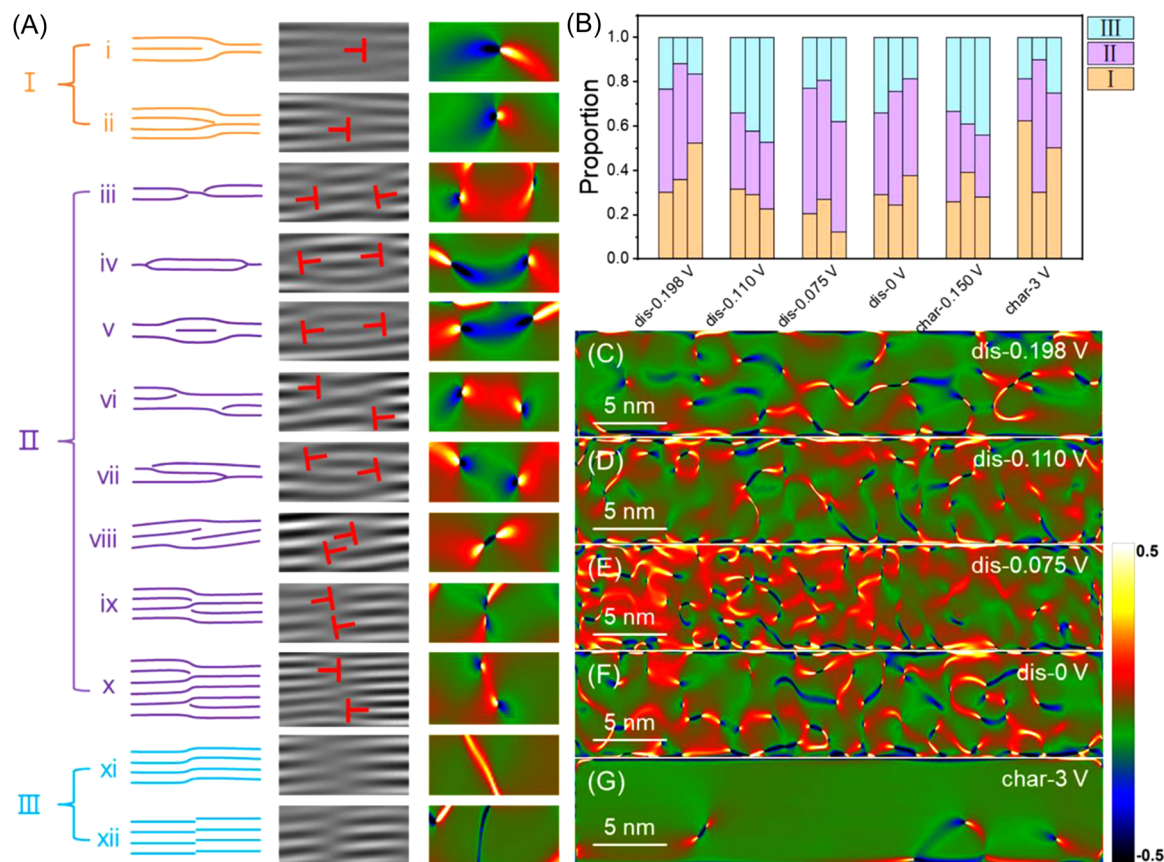 (A)
I
i
ii
II
iii
iv
v
vi
vii
viii
ix
x
III
xi
xii
(B)
Proportion
1.0
0.8
0.6
0.4
0.2
0.0
dis-0.198 V
dis-0.110 V
dis-0.075 V
dis-0 V
char-0.150 V
char-3 V
III
II
I
(C)
dis-0.198 V
5 nm
(D)
dis-0.110 V
5 nm
(E)
dis-0.075 V
5 nm
(F)
dis-0 V
5 nm
(G)
char-3 V
5 nm
0.5
-0.5